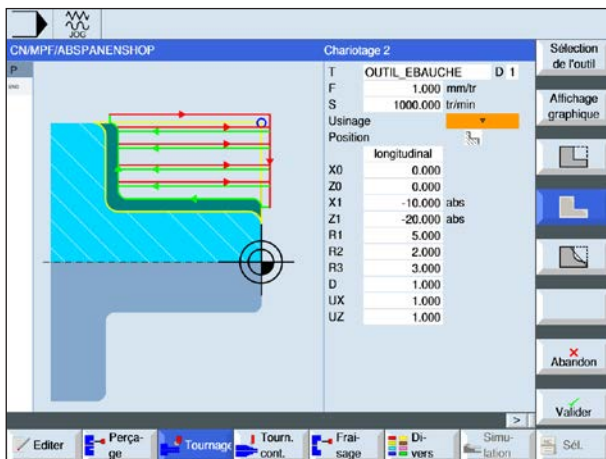 JOG
CN/MPF/ABSPANENSHOP
Chariotage 2
Sélection
de l'outil
P
T OUTIL_EBAUCHE D 1
F 1.000 mm/tr
S 1000.000 tr/min
Usinage
Position
longitudinal
X0 0.000
Z0 0.000
X1 -10.000 abs
Z1 -20.000 abs
R1 5.000
R2 2.000
R3 3.000
D 1.000
UX 1.000
UZ 1.000
Affichage
graphique
Abandon
Valider
>
Editer
Perça-
ge
Tournage
Tourn.
cont.
Frai-
sage
Di-
vers
Simu-
lation
Sél.